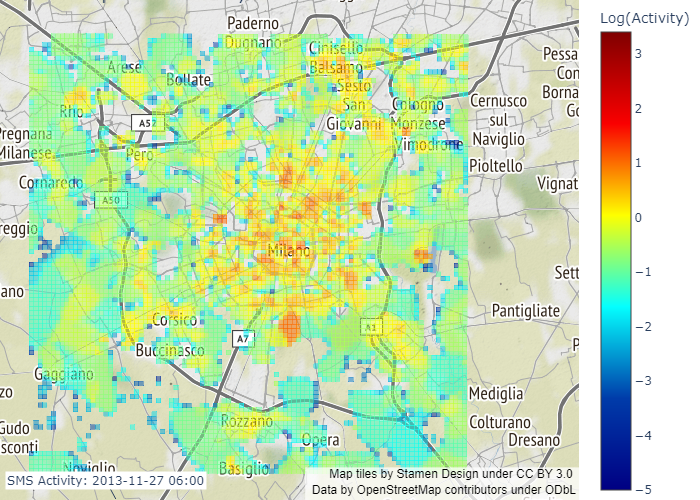 Log(Activity)
Paderno
Dugnano
Cinisello
Balsamo
Arese
Bollate
Sesto
San
Giovanni
Cologno
Monzese
Pessa
Con
Borna
Go
Rho
A52
Cernusco
sul
Naviglio
Pregnana
Milanese
Pero
Vimodrone
Pioltello
Cornaredo
A50
Vignat
reggio
Milano
Sett
ano
Pantigliate
Corsico
A1
A7
Buccinasco
P
Gaggiano
zo
Mediglia
Rozzano
Colturano
Gudo
sconti
Opera
Dresano
Noviglio
Basiglio
SMS Activity: 2013-11-27 06:00
Map tiles by Stamen Design under CC BY 3.0
Data by OpenStreetMap contributors under ODbL
3
2
1
0
−1
−2
−3
−4
−5